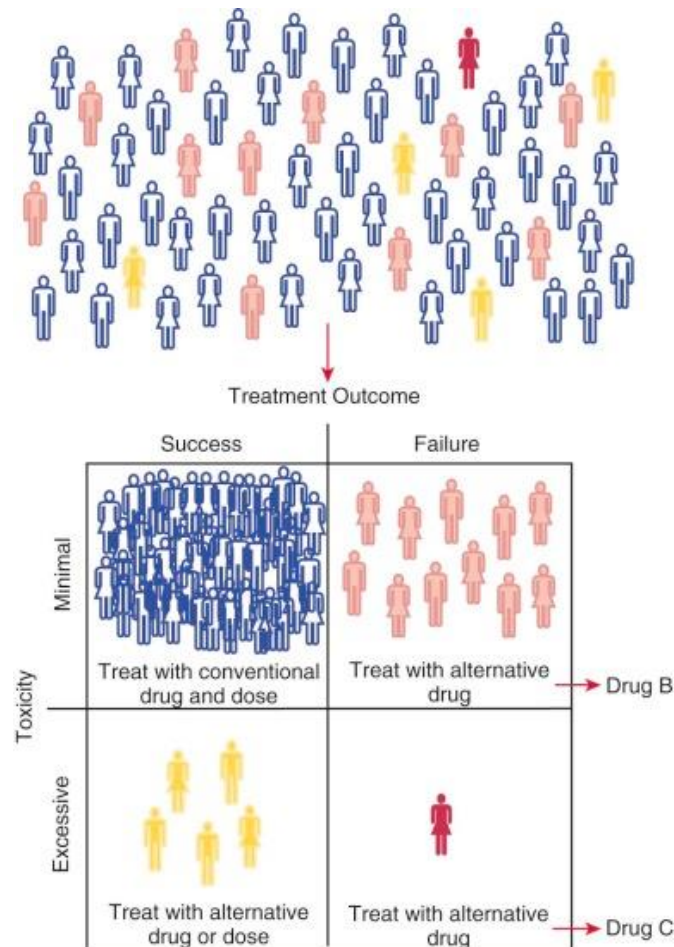 Treatment Outcome
Success
Failure
Toxicity
Minimal
Treat with conventional
drug and dose
Treat with alternative
drug
Drug B
Excessive
Treat with alternative
drug or dose
Treat with alternative
drug
Drug C